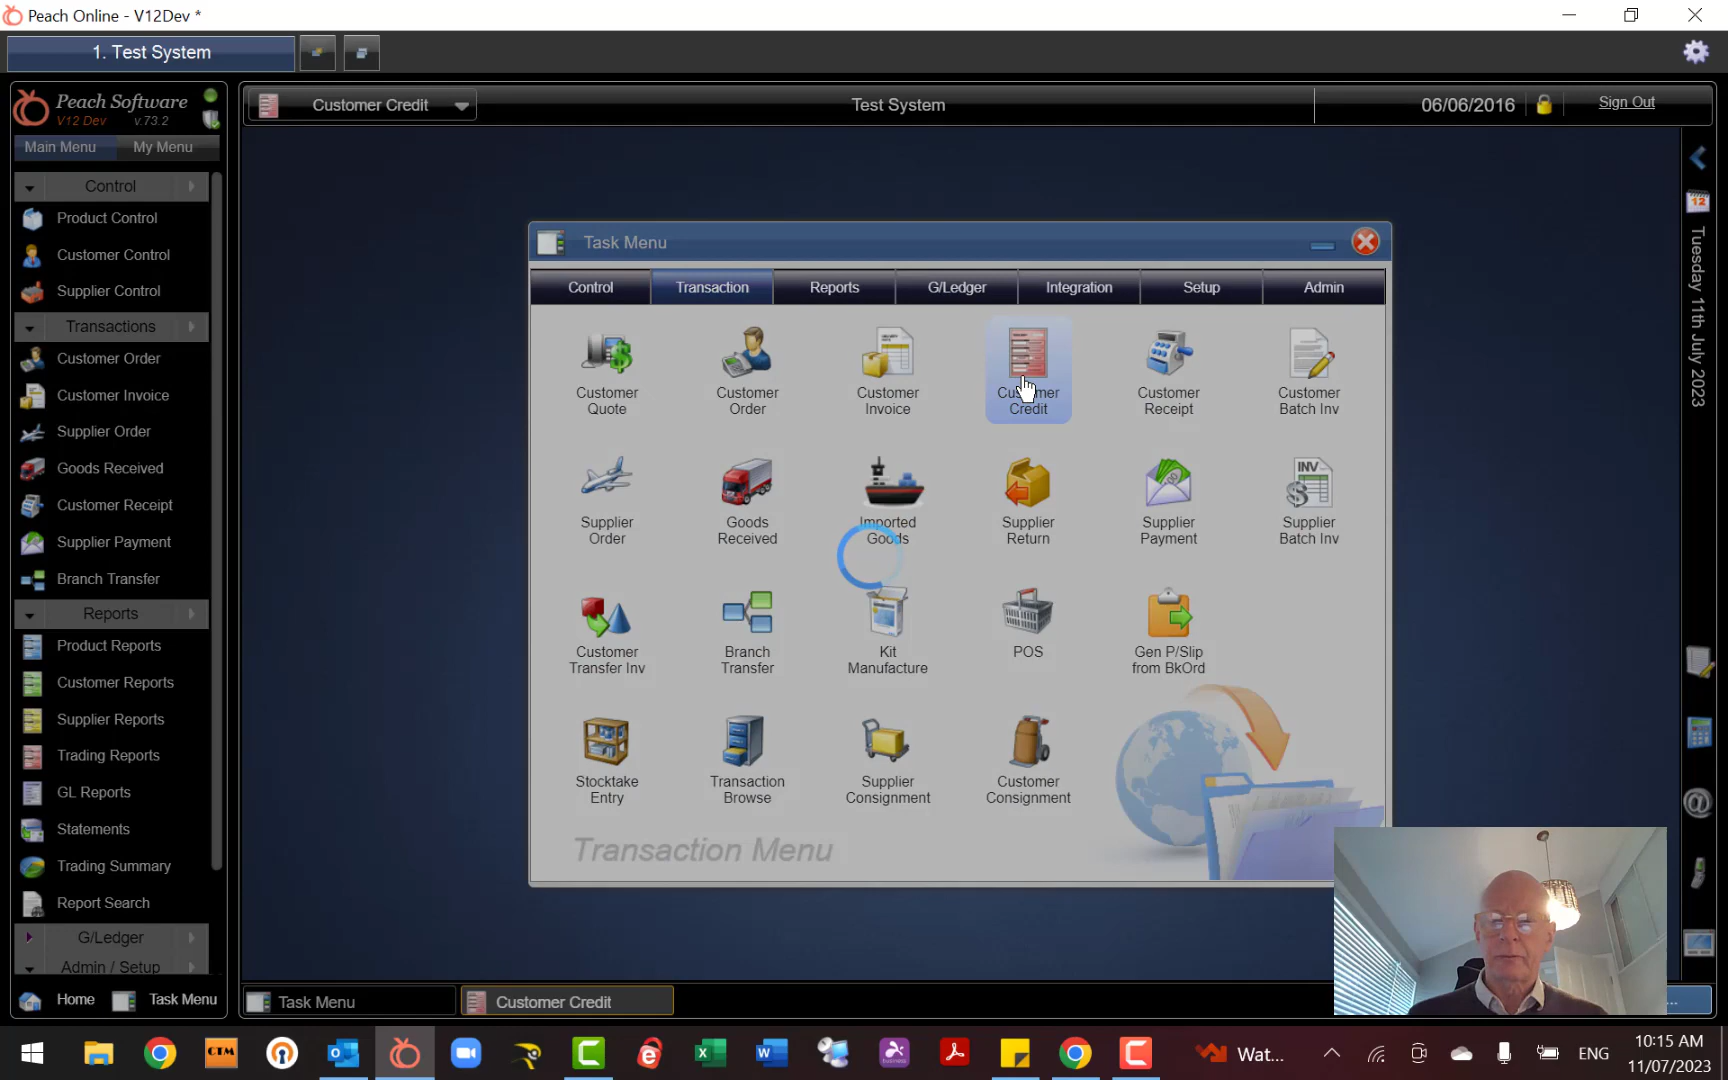 Peach Online - V12Dev *
1. Test System
Peach Software
V12 Dev v.73.2
Customer Credit
Test System
06/06/2016
Sign Out
Main Menu
My Menu
Control
Product Control
Customer Control
Supplier Control
Transactions
Customer Order
Customer Invoice
Supplier Order
Goods Received
Customer Receipt
Supplier Payment
Branch Transfer
Reports
Product Reports
Customer Reports
Supplier Reports
Trading Reports
GL Reports
Statements
Trading Summary
Report Search
G/Ledger
Admin / Setup
Home
Task Menu
Task Menu
Control
Transaction
Reports
G/Ledger
Integration
Setup
Admin
Customer
Quote
Customer
Order
Customer
Invoice
Customer
Credit
Customer
Receipt
Customer
Batch Inv
Supplier
Order
Goods
Received
Imported
Goods
Supplier
Return
Supplier
Payment
INV
Supplier
Batch Inv
Customer
Transfer Inv
Branch
Transfer
Kit
Manufacture
POS
Gen P/Slip
from BkOrd
Stocktake
Entry
Transaction
Browse
Supplier
Consignment
Customer
Consignment
Transaction Menu
12
Tuesday 11th July 2023
Task Menu
Customer Credit
...
CTM
Wat...
ENG
10:15 AM
11/07/2023